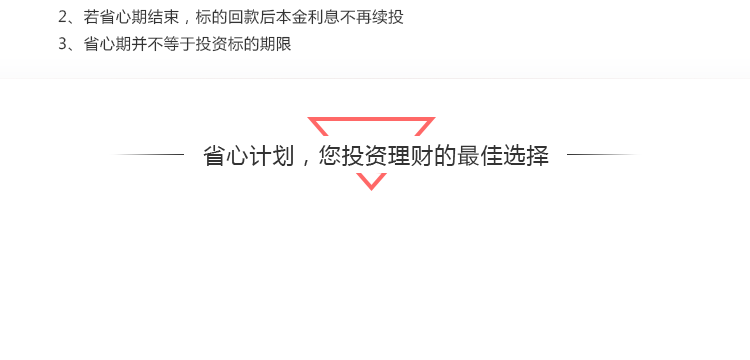 2、若省心期结束，标的回款后本金利息不再续投
3、省心期并不等于投资标的期限
省心计划，您投资理财的最佳选择